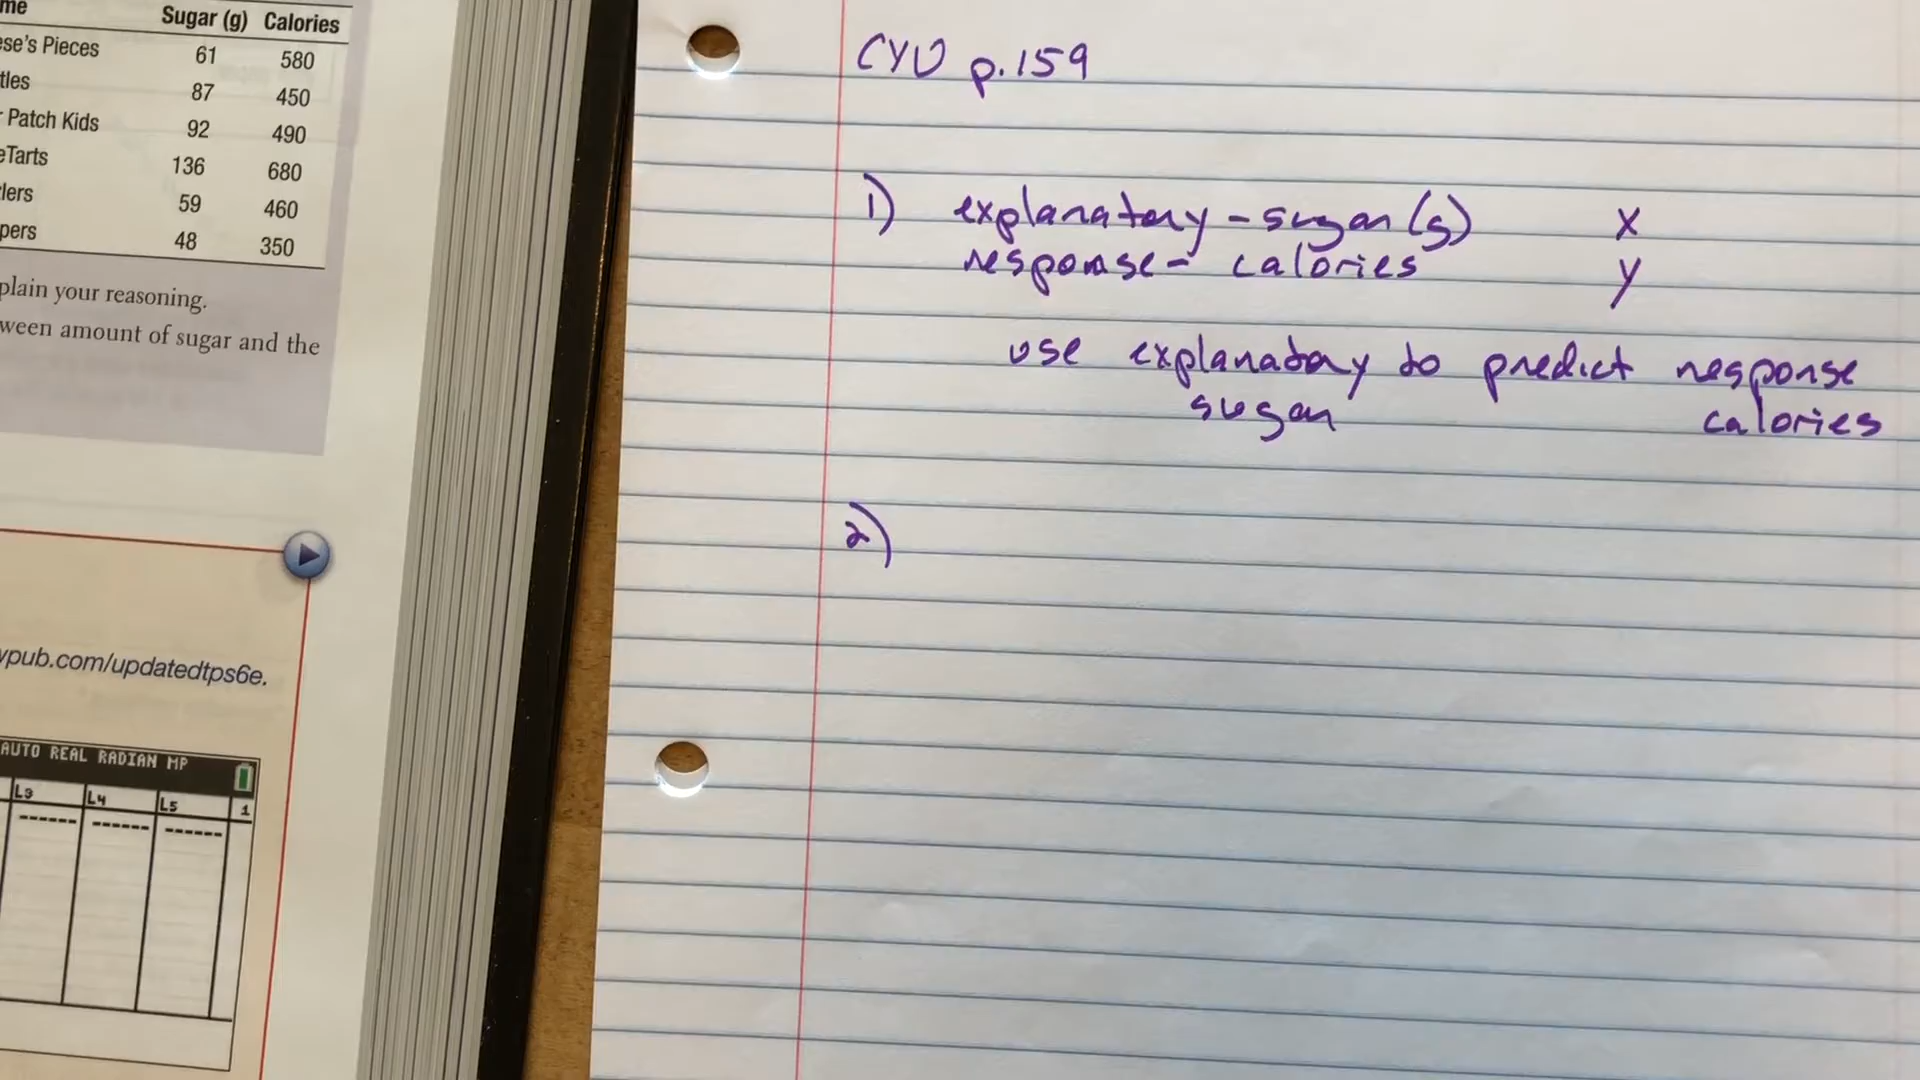 me Sugar (g) Calories
ese's Pieces 61 580
tles 87 450
r Patch Kids 92 490
eTarts 136 680
lers 59 460
pers 48 350
plain your reasoning.
ween amount of sugar and the
ypub.com/updatedtps6e.
AUTO REAL RADIAN MP
L3 L4 L5 1
------ ------ ------
CYU p.159
1) explanatory - sugar (g) x
response - calories y
use explanatory to predict response
sugar calories
2)